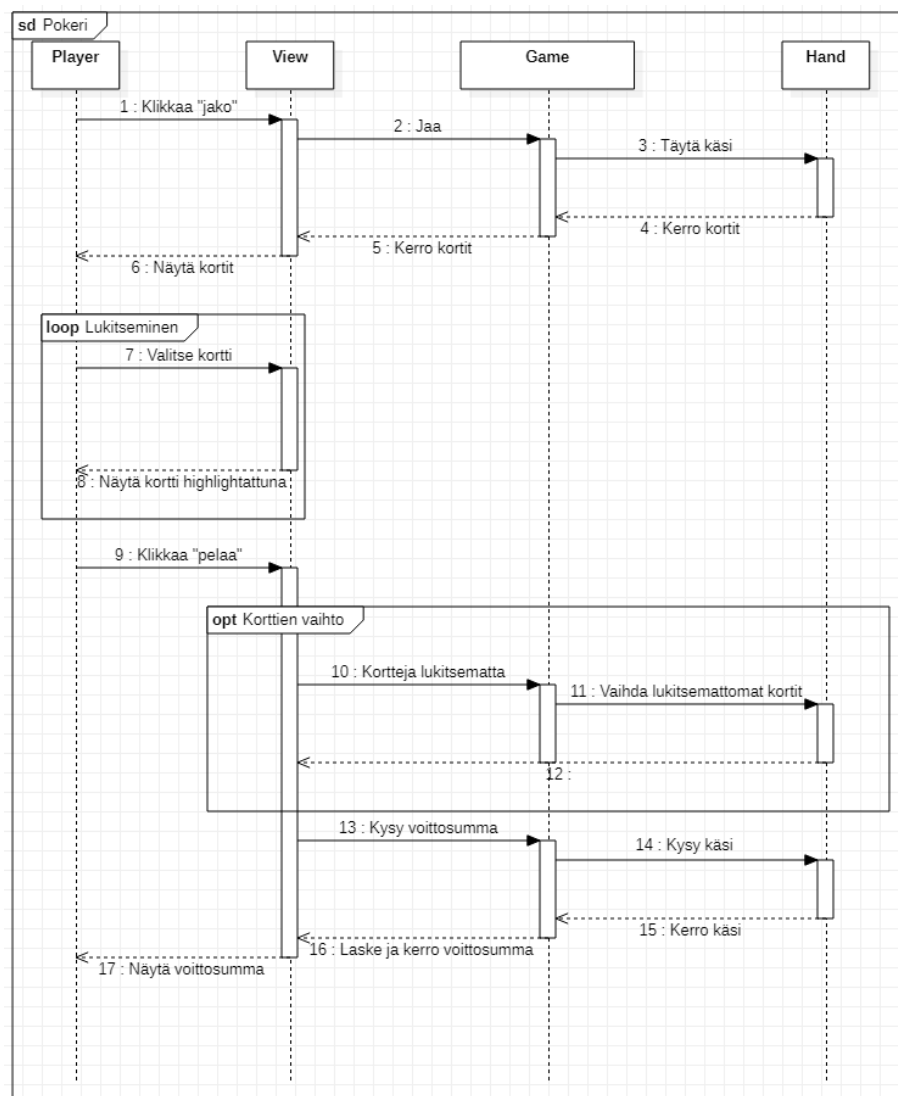 sd Pokeri
Player
View
Game
Hand
1 : Klikkaa "jako"
2 : Jaa
3 : Täytä käsi
4 : Kerro kortit
5 : Kerro kortit
6 : Näytä kortit
loop Lukitseminen
7 : Valitse kortti
8 : Näytä kortti highlightattuna
9 : Klikkaa "pelaa"
opt Korttien vaihto
10 : Kortteja lukitsematta
11 : Vaihda lukitsemattomat kortit
12 :
13 : Kysy voittosumma
14 : Kysy käsi
15 : Kerro käsi
16 : Laske ja kerro voittosumma
17 : Näytä voittosumma